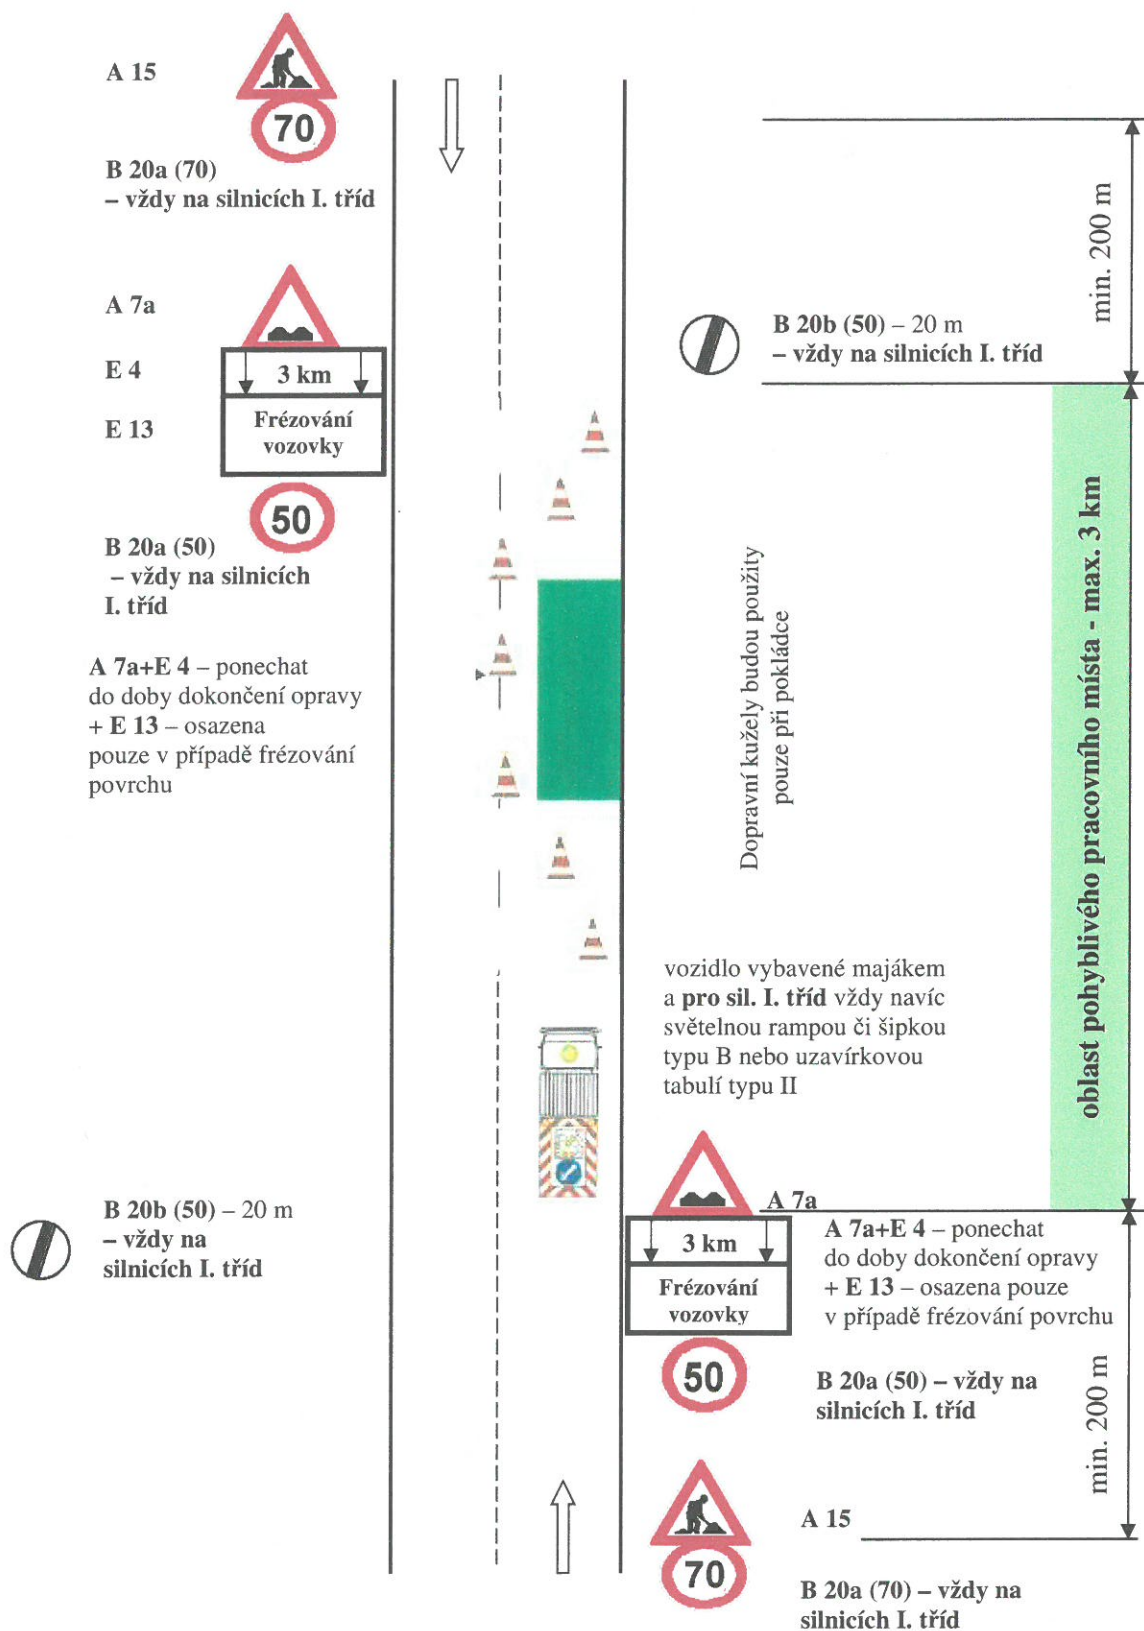 A 15
70
B 20a (70)
– vždy na silnicích I. tříd
A 7a
E 4
3 km
E 13
Frézování
vozovky
50
B 20a (50)
– vždy na silnicích
I. tříd
A 7a+E 4 – ponechat
do doby dokončení opravy
+ E 13 – osazena
pouze v případě frézování
povrchu
B 20b (50) – 20 m
– vždy na
silnicích I. tříd
min. 200 m
B 20b (50) – 20 m
– vždy na silnicích I. tříd
Dopravní kužely budou použity
pouze při pokládce
oblast pohyblivého pracovního místa - max. 3 km
vozidlo vybavené majákem
a pro sil. I. tříd vždy navíc
světelnou rampou či šipkou
typu B nebo uzavírkovou
tabulí typu II
A 7a
3 km
Frézování
vozovky
A 7a+E 4 – ponechat
do doby dokončení opravy
+ E 13 – osazena pouze
v případě frézování povrchu
50
B 20a (50) – vždy na
silnicích I. tříd
min. 200 m
A 15
70
B 20a (70) – vždy na
silnicích I. tříd